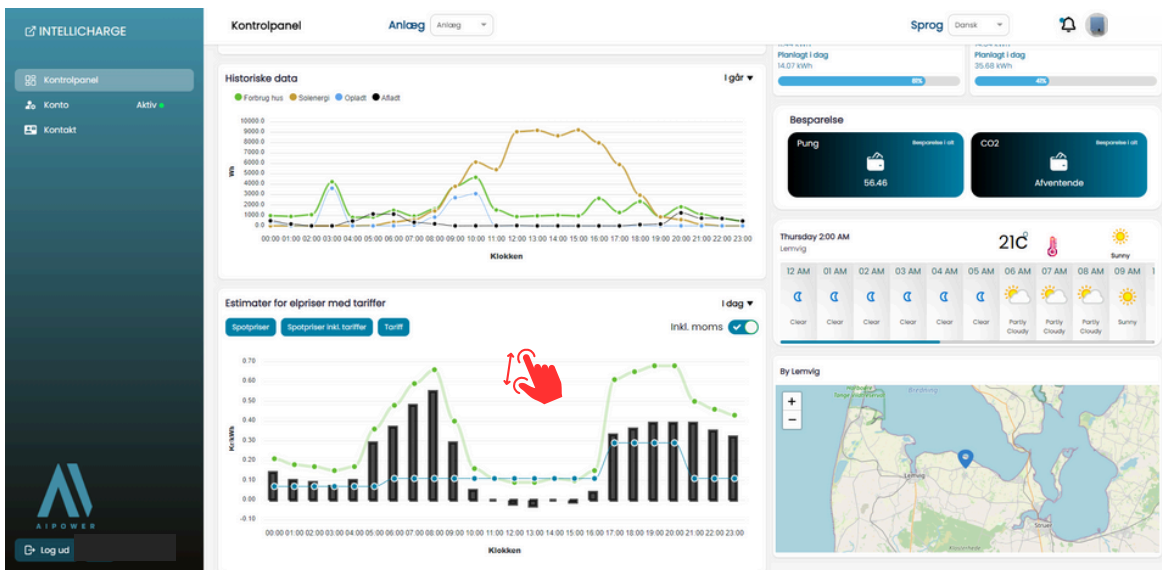 INTELLICHARGE
Kontrolpanel
Konto Aktiv
Kontakt
AIPOWER
Log ud
Kontrolpanel
Anlæg Anlæg
Sprog Dansk
Historiske data
I går
Forbrug hus Solenergi Opladt Afladt
Wh
10000.0
9000.0
8000.0
7000.0
6000.0
5000.0
4000.0
3000.0
2000.0
1000.0
0.0
00:00 01:00 02:00 03:00 04:00 05:00 06:00 07:00 08:00 09:00 10:00 11:00 12:00 13:00 14:00 15:00 16:00 17:00 18:00 19:00 20:00 21:00 22:00 23:00
Klokken
Estimater for elpriser med tariffer
I dag
Spotpriser Spotpriser inkl. tariffer Tariff
Inkl. moms
Kr/kWh
0.70
0.60
0.50
0.40
0.30
0.20
0.10
0.00
-0.10
00:00 01:00 02:00 03:00 04:00 05:00 06:00 07:00 08:00 09:00 10:00 11:00 12:00 13:00 14:00 15:00 16:00 17:00 18:00 19:00 20:00 21:00 22:00 23:00
Klokken
Planlagt i dag
14.07 kWh
81%
Planlagt i dag
35.68 kWh
41%
Besparelse
Pung
Besparelse i alt
56.46
CO2
Besparelse i alt
Afventende
Thursday 2:00 AM
Lemvig
21C
Sunny
12 AM 01 AM 02 AM 03 AM 04 AM 05 AM 06 AM 07 AM 08 AM 09 AM 1
Clear Clear Clear Clear Clear Clear Partly Cloudy Partly Cloudy Partly Cloudy Sunny
By Lemvig
+
−
Lemvig
Struer